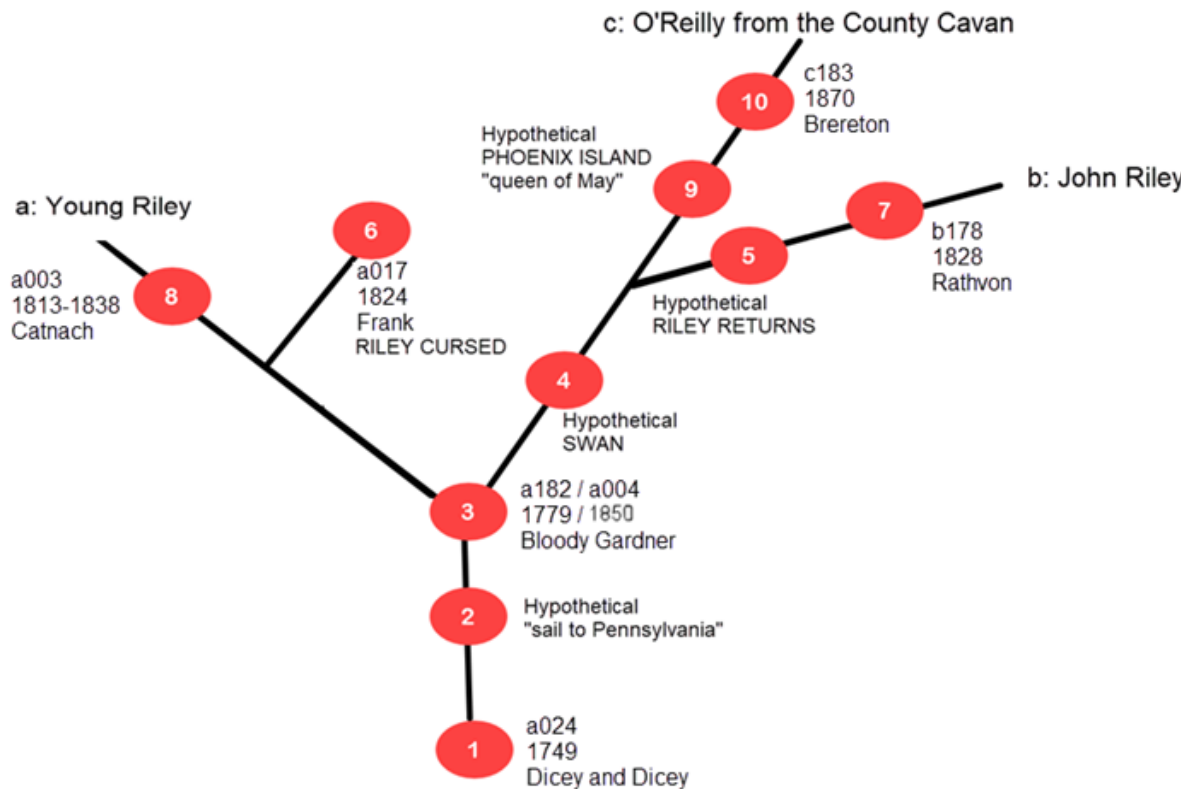 c: O'Reilly from the County Cavan
10
c183
1870
Brereton
Hypothetical
PHOENIX ISLAND
"queen of May"
9
b: John Riley
7
b178
1828
Rathvon
a: Young Riley
6
a017
1824
Frank
RILEY CURSED
5
Hypothetical
RILEY RETURNS
a003
1813-1838
Catnach
8
4
Hypothetical
SWAN
3
a182 / a004
1779 / 1850
Bloody Gardner
2
Hypothetical
"sail to Pennsylvania"
1
a024
1749
Dicey and Dicey